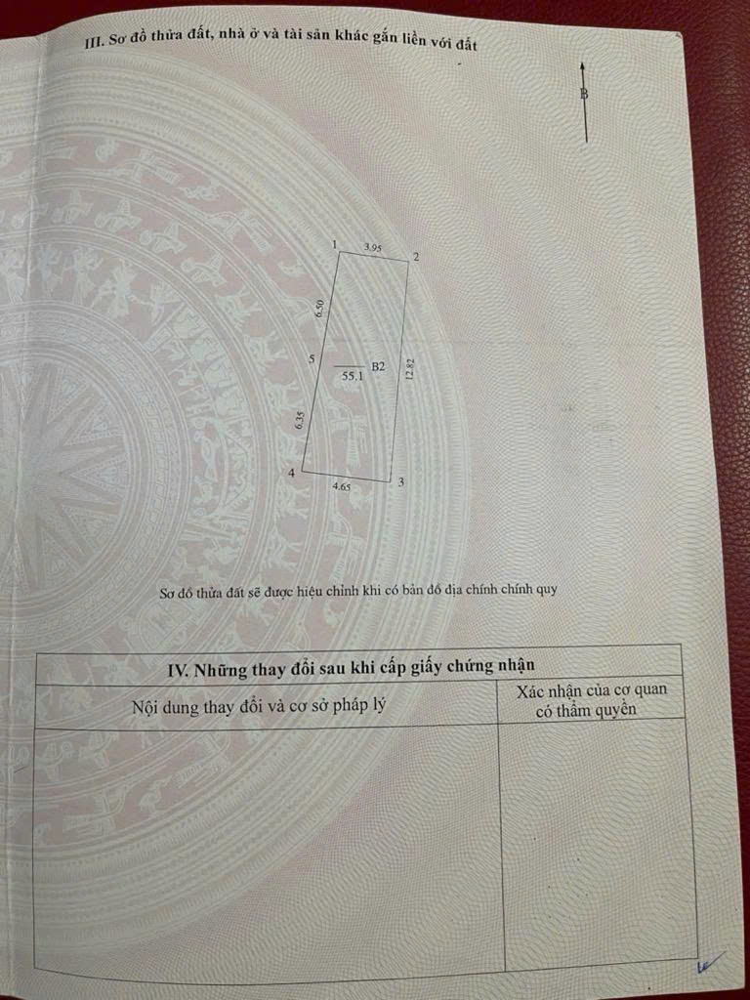 III. Sơ đồ thửa đất, nhà ở và tài sản khác gắn liền với đất
B
1
3.95
2
6.50
5
B2
55,1
12.82
6.35
4
4.65
3
Sơ đồ thửa đất sẽ được hiệu chỉnh khi có bản đồ địa chính chính quy
IV. Những thay đổi sau khi cấp giấy chứng nhận
Nội dung thay đổi và cơ sở pháp lý
Xác nhận của cơ quan
có thẩm quyền